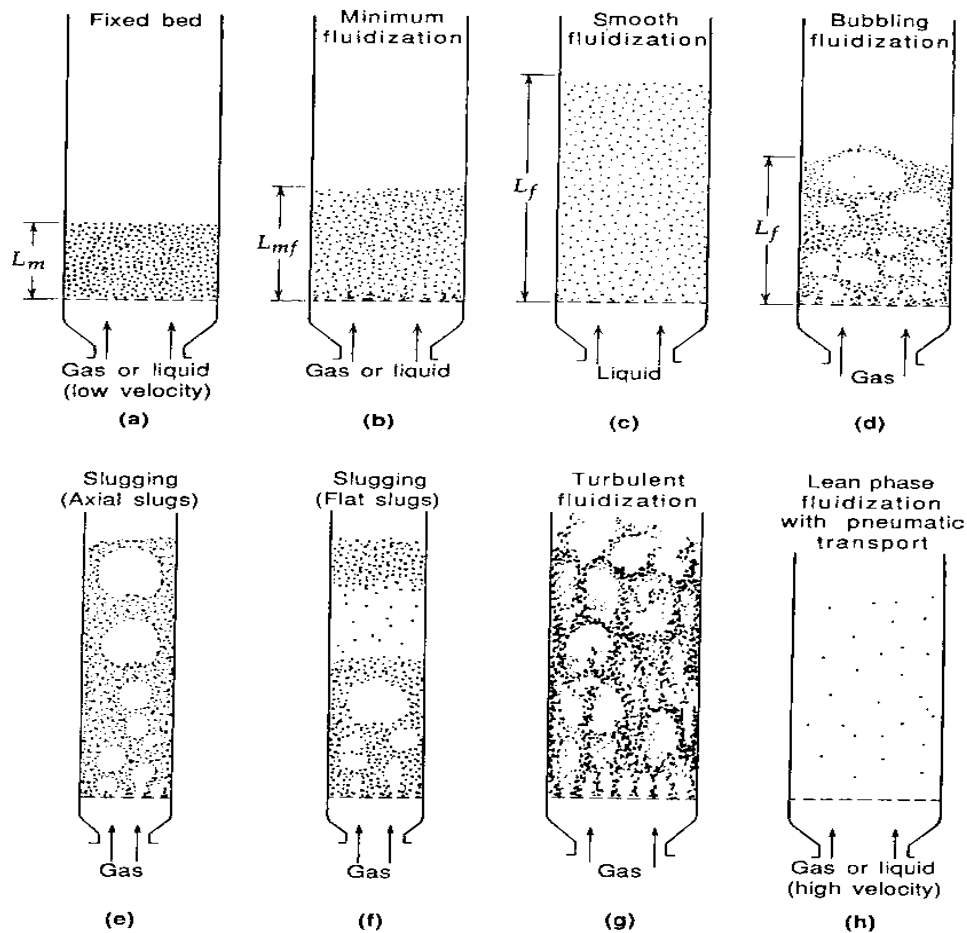 Fixed bed
L_m
Gas or liquid
(low velocity)
(a)
Minimum
fluidization
L_mf
Gas or liquid
(b)
Smooth
fluidization
L_f
Liquid
(c)
Bubbling
fluidization
L_f
Gas
(d)
Slugging
(Axial slugs)
Gas
(e)
Slugging
(Flat slugs)
Gas
(f)
Turbulent
fluidization
Gas
(g)
Lean phase
fluidization
with pneumatic
transport
Gas or liquid
(high velocity)
(h)